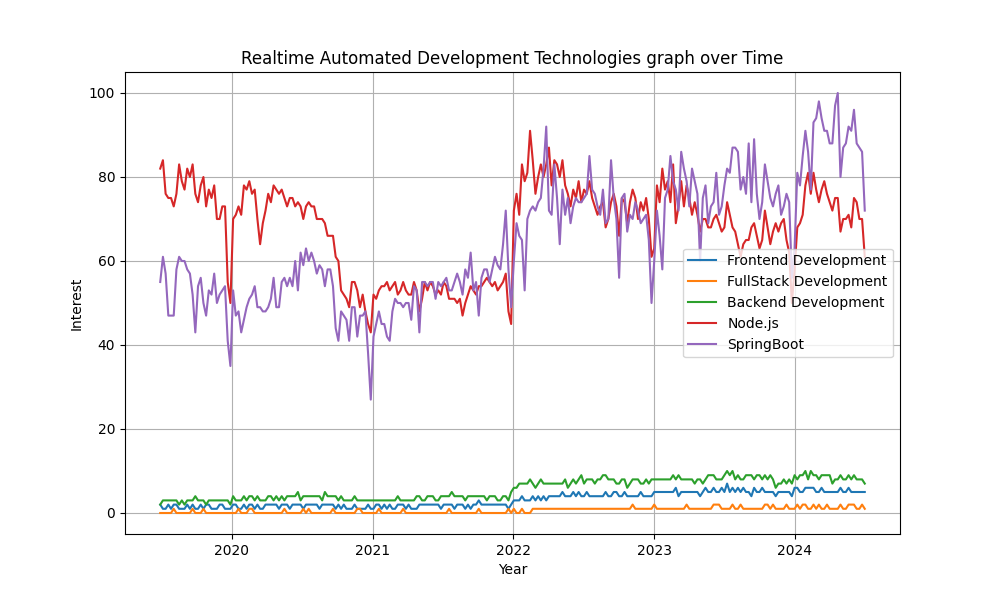 Realtime Automated Development Technologies graph over Time
100
80
60
40
20
0
Interest
2020
2021
2022
2023
2024
Year
Frontend Development
FullStack Development
Backend Development
Node.js
SpringBoot